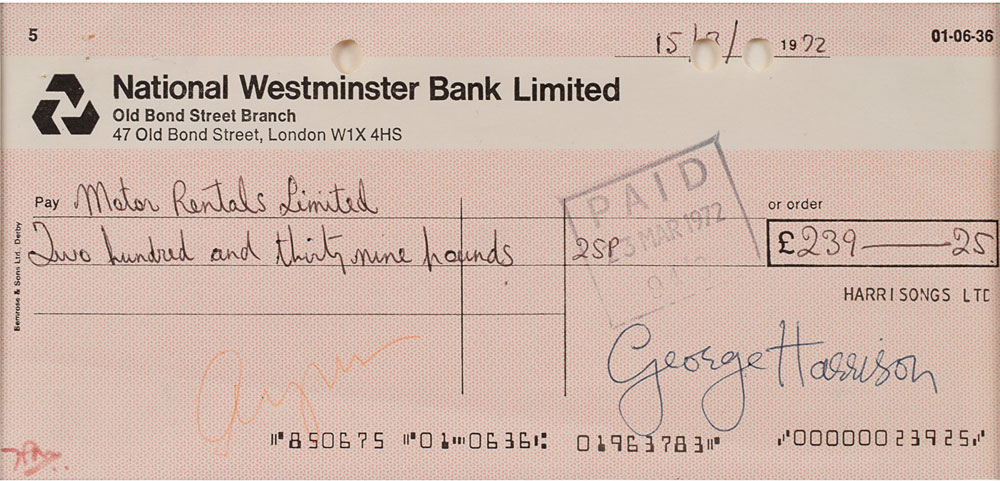 5
15/ / 1972
01-06-36
National Westminster Bank Limited
Old Bond Street Branch
47 Old Bond Street, London W1X 4HS
Pay Motor Rentals Limited
or order
Two hundred and thirty nine pounds 25P
£239—25
PAID
MAR 1972
HARRISONGS LTD
George Harrison
Bemrose & Sons Ltd., Derby
⑈850675 ⑈01⑉0636⑆ 01963783⑈ ⑇0000023925⑇